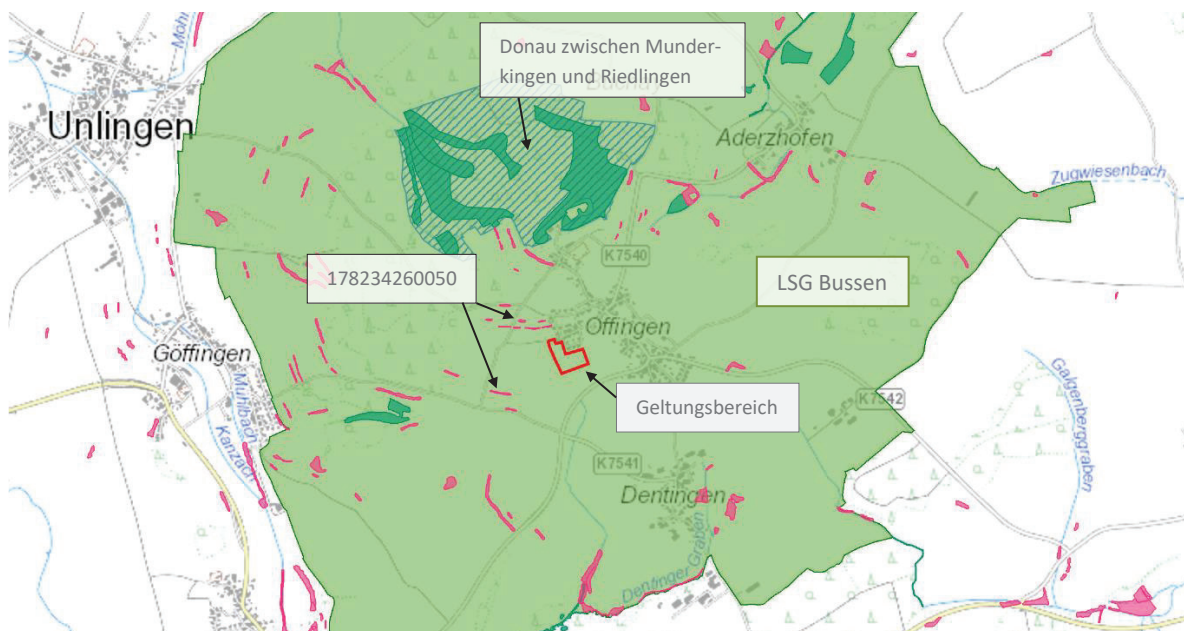 Donau zwischen Munder-
kingen und Riedlingen
Unlingen
Aderzhofen
Zugwiesenbach
K7540
178234260050
LSG Bussen
Offingen
Göffingen
Geltungsbereich
K7542
Galgenberggraben
Mühlbach
Kanzach
K7541
Dentingen
Dentinger Graben